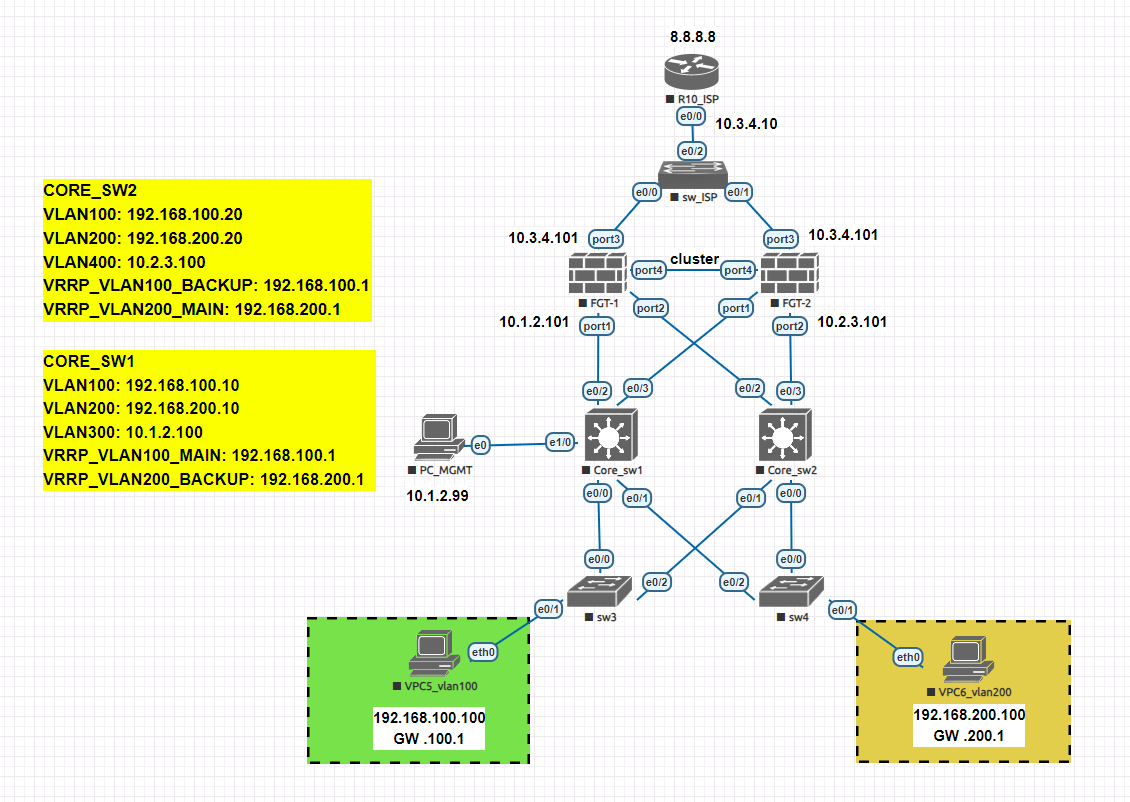 8.8.8.8
R10_ISP
e0/0
10.3.4.10
e0/2
e0/0
sw_ISP
e0/1
10.3.4.101
port3
port3
10.3.4.101
port4
cluster
port4
FGT-1
FGT-2
10.1.2.101
port1
port2
port1
port2
10.2.3.101
CORE_SW2
VLAN100: 192.168.100.20
VLAN200: 192.168.200.20
VLAN400: 10.2.3.100
VRRP_VLAN100_BACKUP: 192.168.100.1
VRRP_VLAN200_MAIN: 192.168.200.1
CORE_SW1
VLAN100: 192.168.100.10
VLAN200: 192.168.200.10
VLAN300: 10.1.2.100
VRRP_VLAN100_MAIN: 192.168.100.1
VRRP_VLAN200_BACKUP: 192.168.200.1
e0/2
e0/3
e0/2
e0/3
PC_MGMT
e0
e1/0
Core_sw1
Core_sw2
10.1.2.99
e0/0
e0/1
e0/1
e0/0
e0/0
e0/2
e0/2
e0/0
e0/1
sw3
sw4
e0/1
eth0
VPC5_vlan100
192.168.100.100
GW .100.1
eth0
VPC6_vlan200
192.168.200.100
GW .200.1